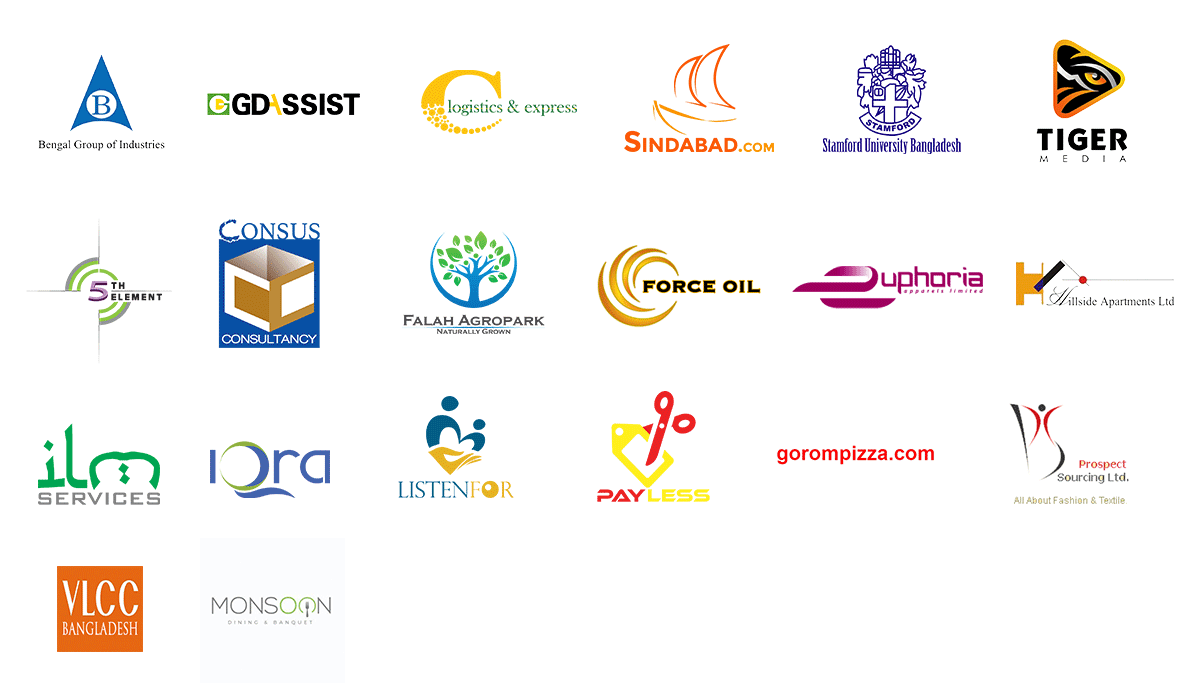 B
Bengal Group of Industries
G GDASSIST
C logistics & express
SINDABAD.COM
STAMFORD
Stamford University Bangladesh
TIGER
MEDIA
5TH
ELEMENT
CONSUS
CONSULTANCY
FALAH AGROPARK
NATURALLY GROWN
FORCE OIL
Euphoria
apparels limited
H
Hillside Apartments Ltd
ilm
SERVICES
iQra
LISTENFOR
PAYLESS
gorompizza.com
Prospect
Sourcing Ltd.
All About Fashion & Textile
VLCC
BANGLADESH
MONSOON
DINING & BANQUET